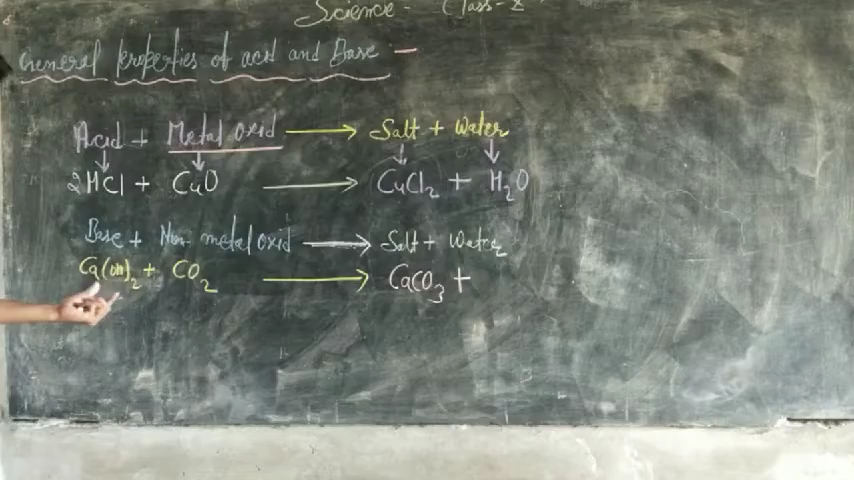 Science - Class - X
General properties of acid and Base -
Acid + Metal oxid → Salt + Water
2HCl + CuO → CuCl₂ + H₂O
Base + Non metal oxid → Salt + Water
Ca(OH)₂ + CO₂ → CaCO₃ +